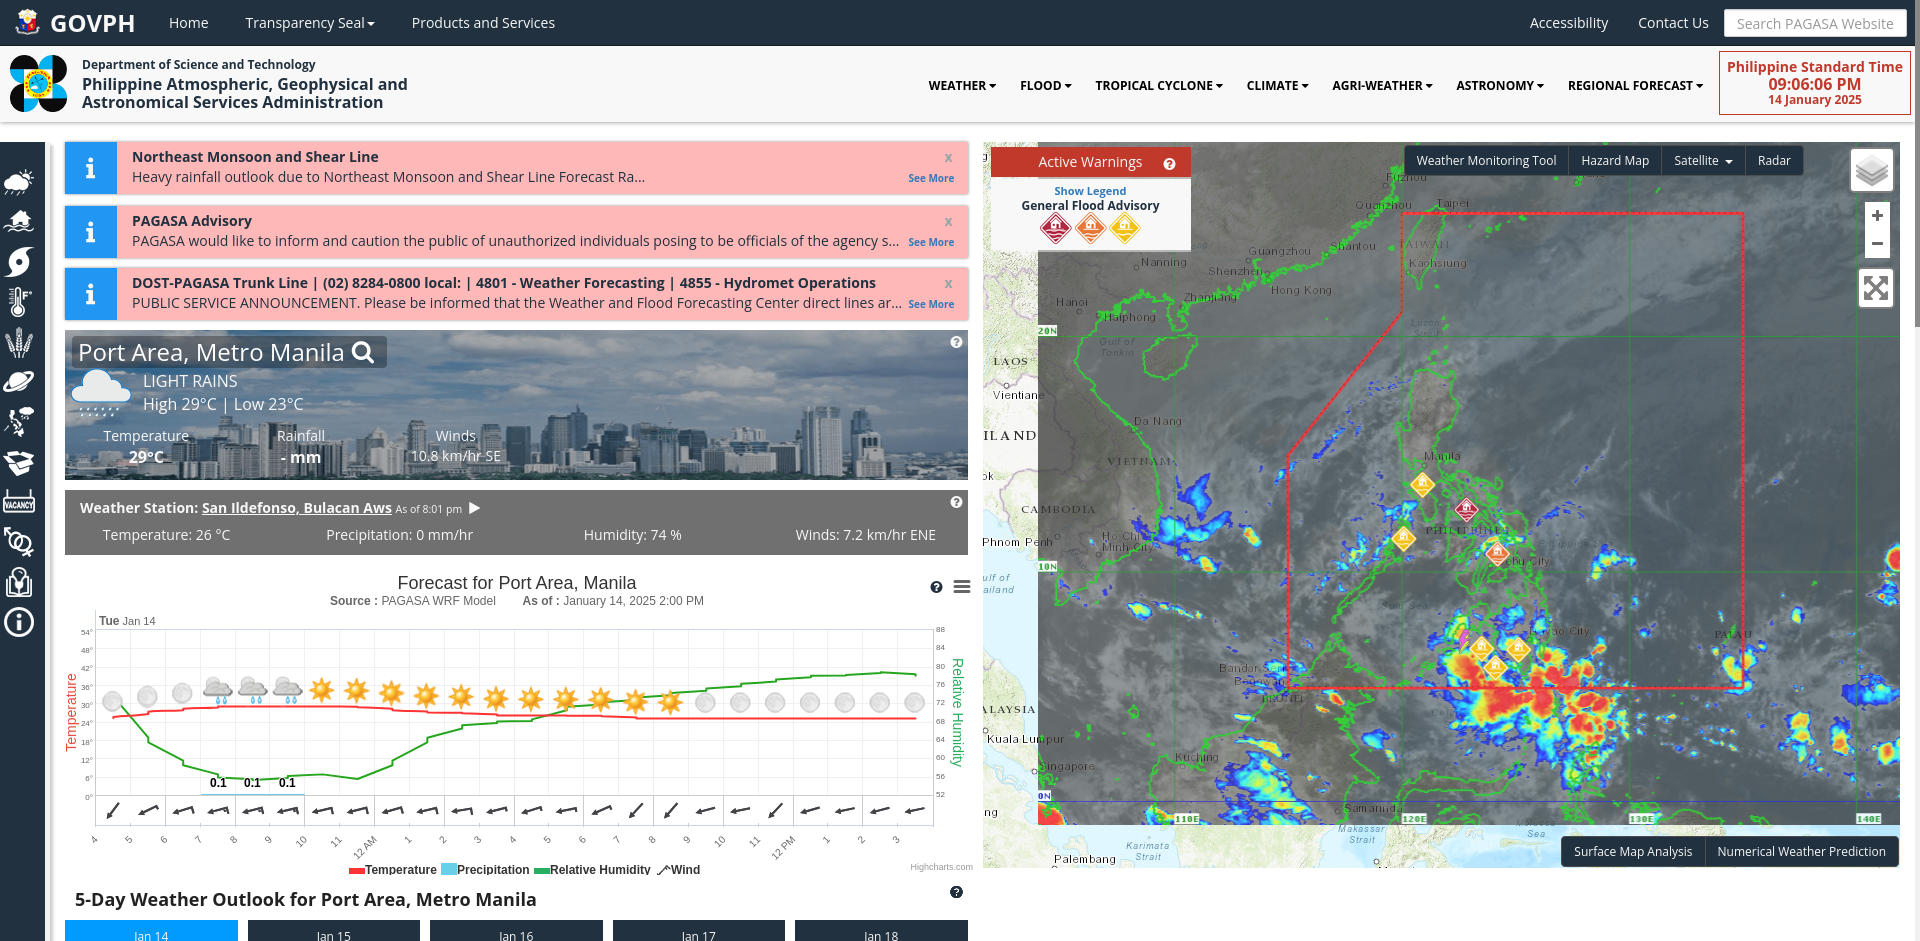 GOVPH
Home
Transparency Seal
Products and Services
Accessibility
Contact Us
Search PAGASA Website
Department of Science and Technology
Philippine Atmospheric, Geophysical and
Astronomical Services Administration
WEATHER
FLOOD
TROPICAL CYCLONE
CLIMATE
AGRI-WEATHER
ASTRONOMY
REGIONAL FORECAST
Philippine Standard Time
09:06:06 PM
14 January 2025
Northeast Monsoon and Shear Line
x
Heavy rainfall outlook due to Northeast Monsoon and Shear Line Forecast Ra...
See More
PAGASA Advisory
x
PAGASA would like to inform and caution the public of unauthorized individuals posing to be officials of the agency s...
See More
DOST-PAGASA Trunk Line | (02) 8284-0800 local: | 4801 - Weather Forecasting | 4855 - Hydromet Operations
x
PUBLIC SERVICE ANNOUNCEMENT. Please be informed that the Weather and Flood Forecasting Center direct lines ar...
See More
Port Area, Metro Manila
LIGHT RAINS
High 29°C | Low 23°C
Temperature
29°C
Rainfall
- mm
Winds
10.8 km/hr SE
Weather Station: San Ildefonso, Bulacan Aws As of 8:01 pm
Temperature: 26 °C
Precipitation: 0 mm/hr
Humidity: 74 %
Winds: 7.2 km/hr ENE
Forecast for Port Area, Manila
Source : PAGASA WRF Model As of : January 14, 2025 2:00 PM
Tue Jan 14
Temperature
54°
48°
42°
36°
30°
24°
18°
12°
6°
0°
88
84
80
76
72
68
64
60
56
52
Relative Humidity
0.1 0.1 0.1
4 5 6 7 8 9 10 11 12 AM 1 2 3 4 5 6 7 8 9 10 11 12 PM 1 2 3
Temperature Precipitation Relative Humidity Wind
Highcharts.com
5-Day Weather Outlook for Port Area, Metro Manila
Jan 14
Jan 15
Jan 16
Jan 17
Jan 18
VACANCY
Active Warnings
Show Legend
General Flood Advisory
Weather Monitoring Tool
Hazard Map
Satellite
Radar
+
−
Fuzhou
Quanzhou
Taipei
TAIWAN
Kaohsiung
Shantou
Guangzhou
Shenzhen
Hong Kong
Nanning
Zhanjiang
Hanoi
Haiphong
Gulf of
Tonkin
20N
LAOS
Vientiane
Da Nang
ILAND
VIETNAM
Manila
CAMBODIA
Phnom Penh
Ho Chi
Minh City
PHILIPPINES
10N
Bandar Seri
Begawan
BRUNEI
PALAU
ALAYSIA
Kuala Lumpur
Singapore
Kuching
0N
Samarinda
110E
120E
130E
140E
Makassar
Strait
Karimata
Strait
Palembang
Surface Map Analysis
Numerical Weather Prediction